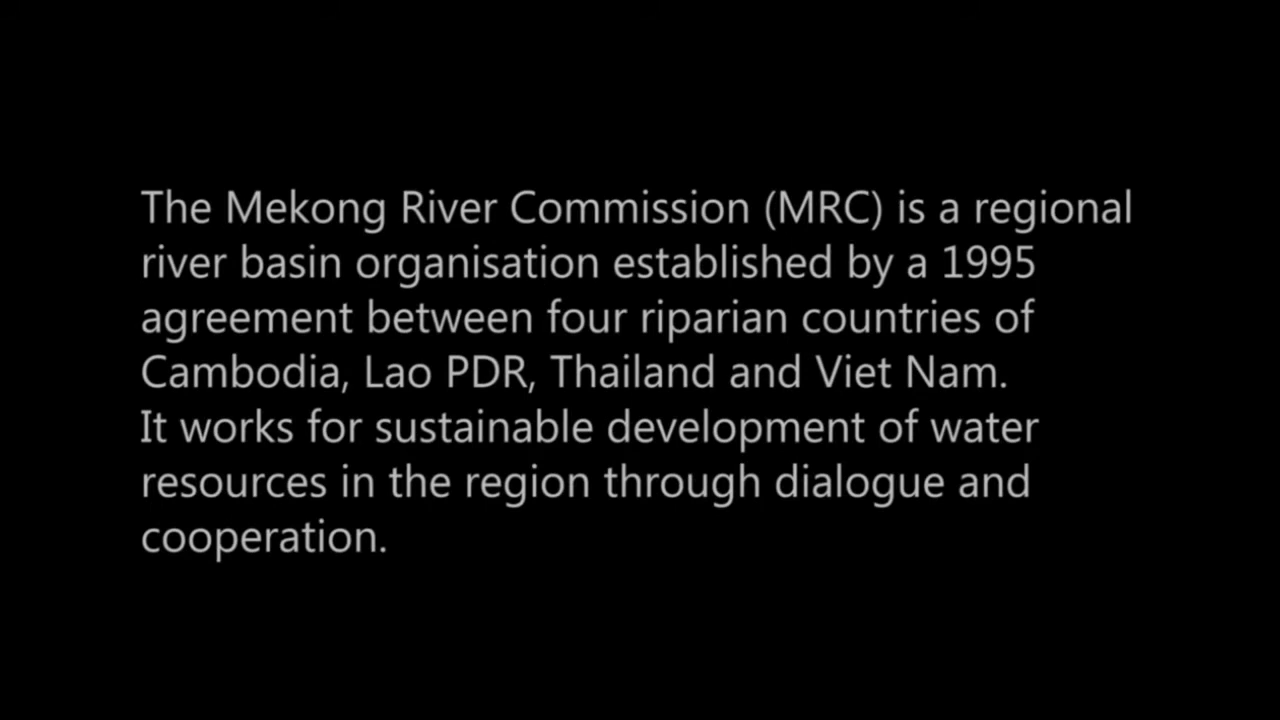 The Mekong River Commission (MRC) is a regional
river basin organisation established by a 1995
agreement between four riparian countries of
Cambodia, Lao PDR, Thailand and Viet Nam.
It works for sustainable development of water
resources in the region through dialogue and
cooperation.